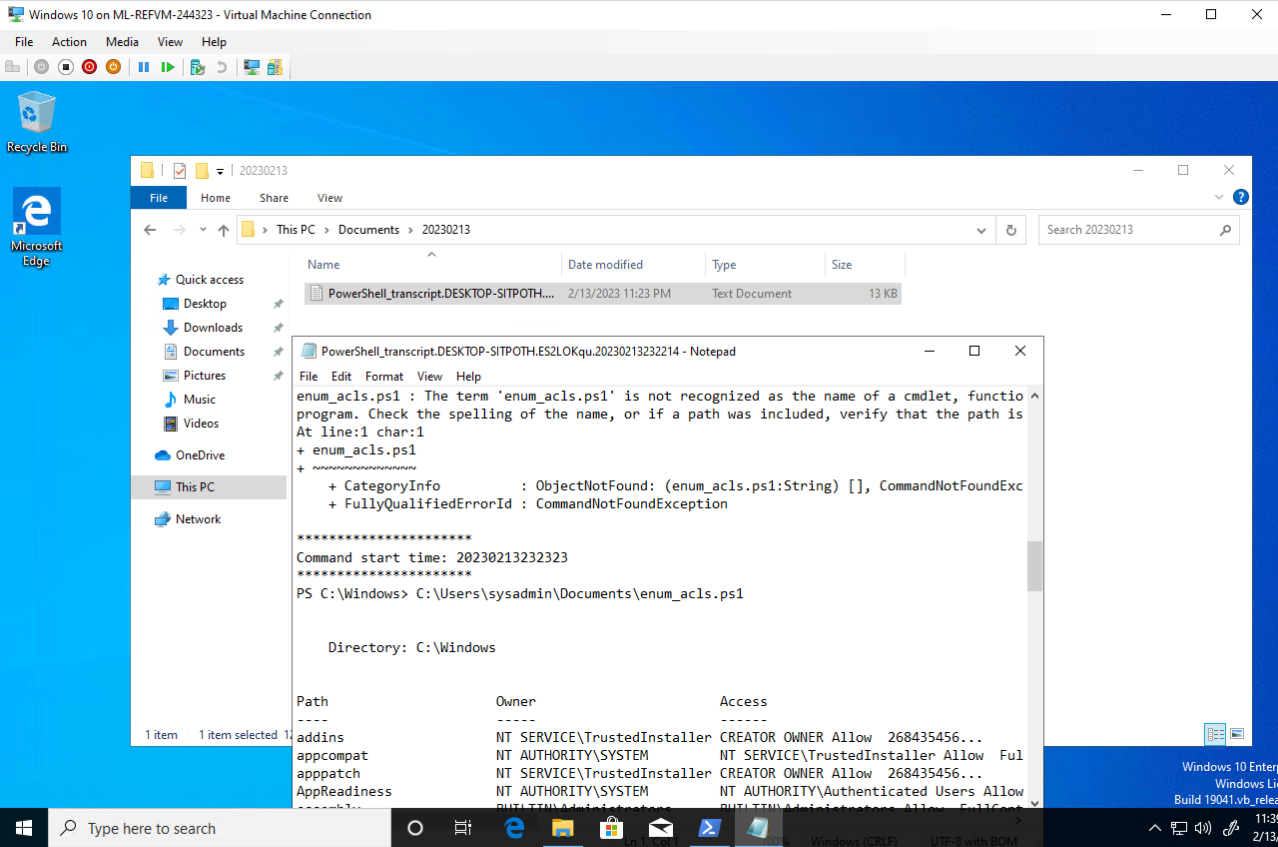 Windows 10 on ML-REFVM-244323 - Virtual Machine Connection
File Action Media View Help
Recycle Bin
Microsoft
Edge
20230213
File Home Share View
This PC > Documents > 20230213
Search 20230213
Name Date modified Type Size
PowerShell_transcript.DESKTOP-SITPOTH.... 2/13/2023 11:23 PM Text Document 13 KB
Quick access
Desktop
Downloads
Documents
Pictures
Music
Videos
OneDrive
This PC
Network
1 item 1 item selected
PowerShell_transcript.DESKTOP-SITPOTH.ES2LOKqu.20230213232214 - Notepad
File Edit Format View Help
enum_acls.ps1 : The term 'enum_acls.ps1' is not recognized as the name of a cmdlet, functio
program. Check the spelling of the name, or if a path was included, verify that the path is
At line:1 char:1
+ enum_acls.ps1
+ ~~~~~~~~~~~~~
+ CategoryInfo : ObjectNotFound: (enum_acls.ps1:String) [], CommandNotFoundExc
+ FullyQualifiedErrorId : CommandNotFoundException
**********************
Command start time: 20230213232323
**********************
PS C:\Windows> C:\Users\sysadmin\Documents\enum_acls.ps1
Directory: C:\Windows
Path Owner Access
---- ----- ------
addins NT SERVICE\TrustedInstaller CREATOR OWNER Allow 268435456...
appcompat NT AUTHORITY\SYSTEM NT SERVICE\TrustedInstaller Allow Ful
apppatch NT SERVICE\TrustedInstaller CREATOR OWNER Allow 268435456...
AppReadiness NT AUTHORITY\SYSTEM NT AUTHORITY\Authenticated Users Allow
assembly BUILTIN\Administrators BUILTIN\Administrators Allow FullCont
Ln 1, Col 1 100% Windows (CRLF) UTF-8 with BOM
Windows 10 Enterp
Windows Lic
Build 19041.vb_relea
Type here to search
11:39
2/13/